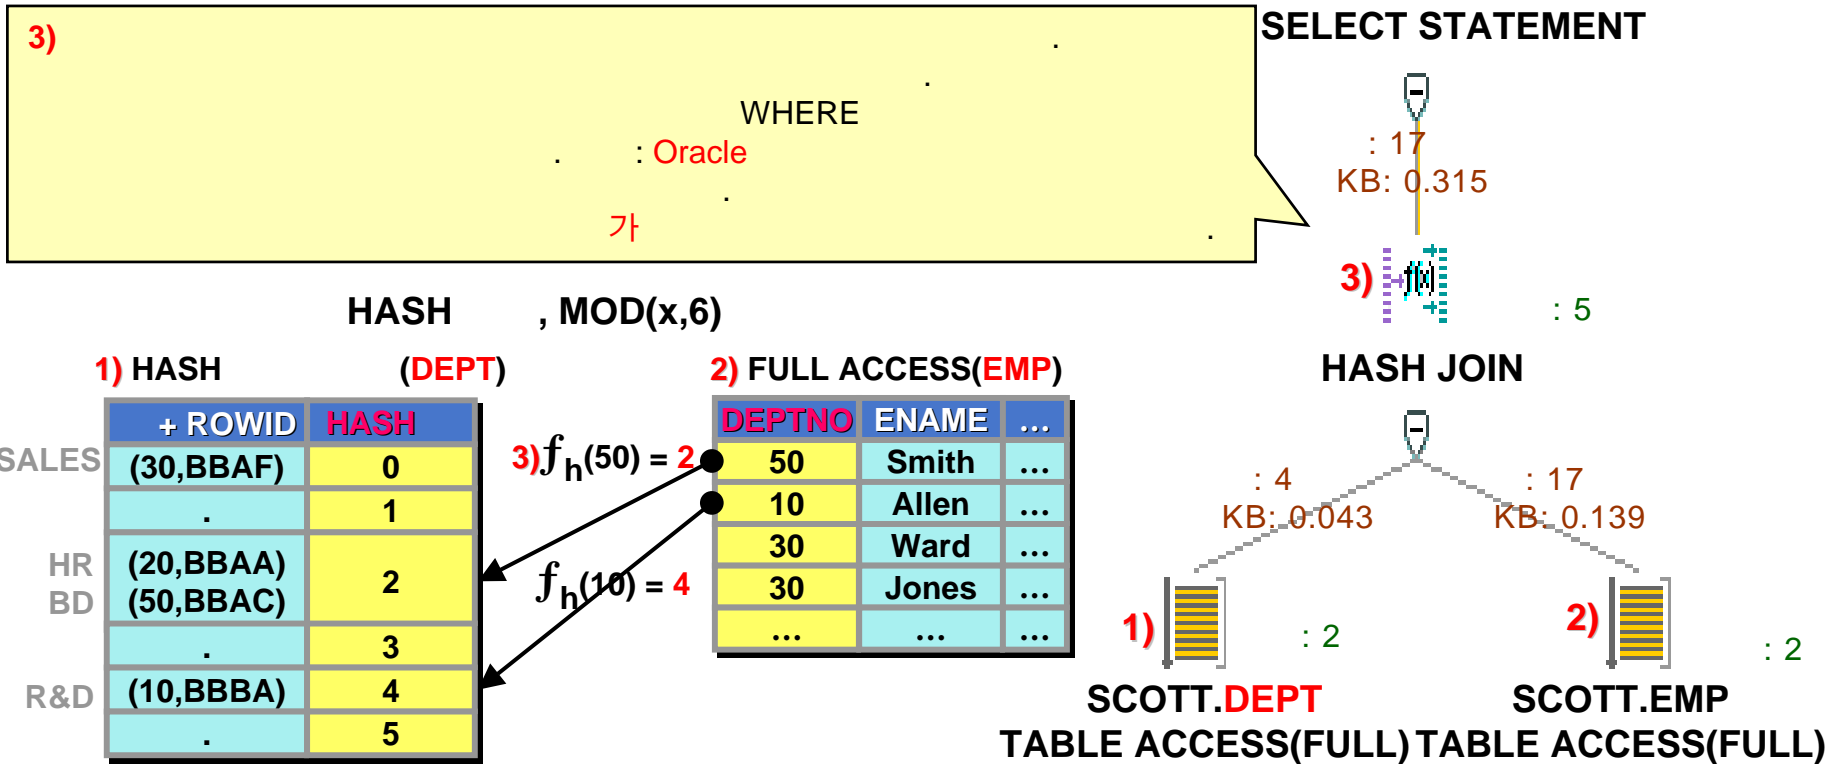 3) .
.
WHERE
. : Oracle
.
가 .
SELECT STATEMENT
: 17
KB: 0.315
3) f(x)
: 5
HASH JOIN
: 4
KB: 0.043
: 17
KB: 0.139
1)
: 2
2)
: 2
SCOTT.DEPT
TABLE ACCESS(FULL)
SCOTT.EMP
TABLE ACCESS(FULL)
HASH , MOD(x,6)
1) HASH (DEPT)
+ ROWID HASH
SALES (30,BBAF) 0
. 1
HR (20,BBAA) 2
BD (50,BBAC)
. 3
R&D (10,BBBA) 4
. 5
3)fh(50) = 2
fh(10) = 4
2) FULL ACCESS(EMP)
DEPTNO ENAME ...
50 Smith ...
10 Allen ...
30 Ward ...
30 Jones ...
... ... ...